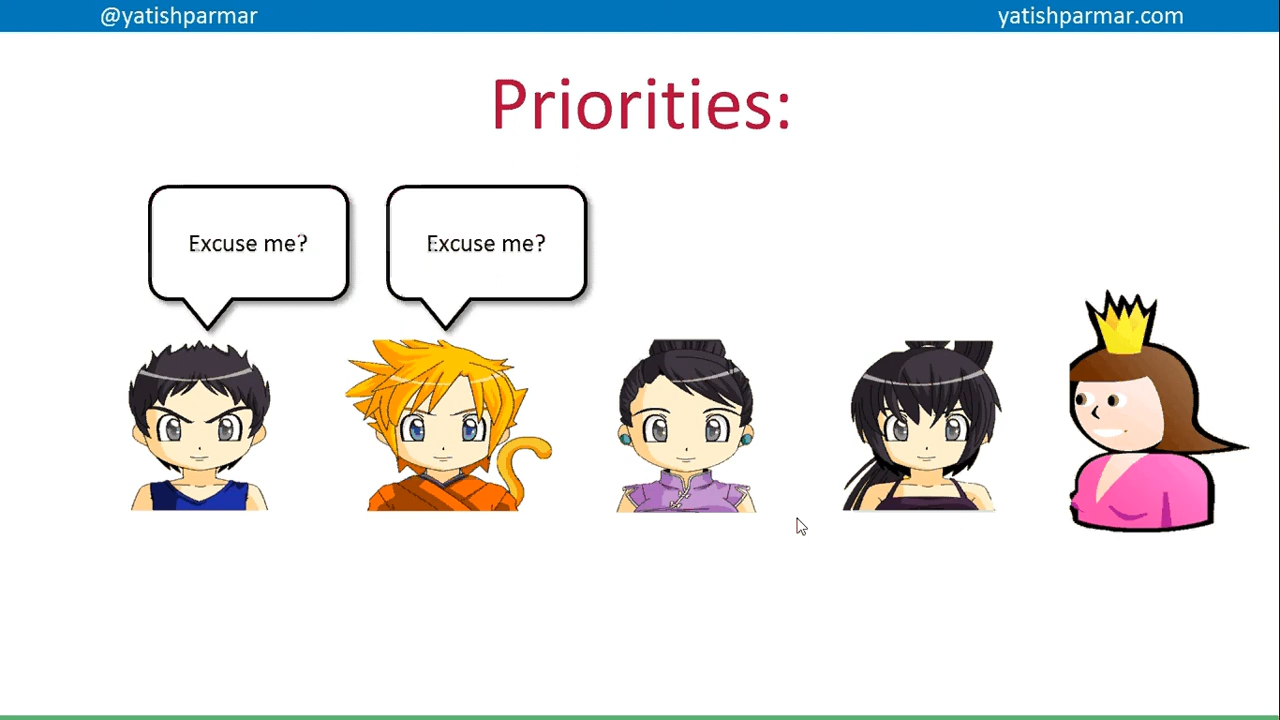 @yatishparmar
yatishparmar.com
Priorities:
Excuse me?
Excuse me?